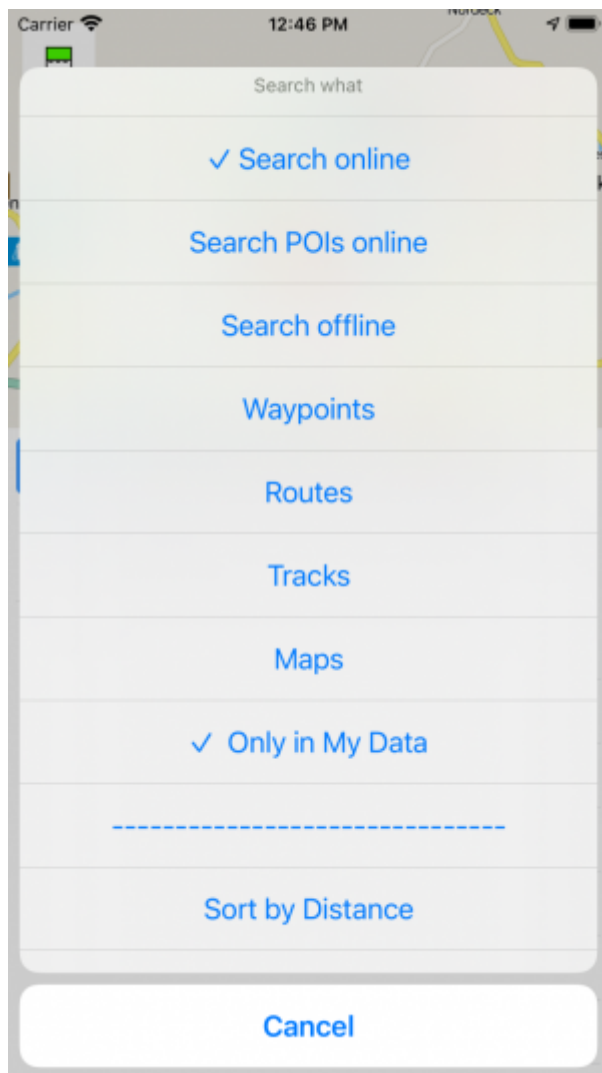 Carrier
12:46 PM
Search what
✓ Search online
Search POIs online
Search offline
Waypoints
Routes
Tracks
Maps
✓ Only in My Data
-------------------------------
Sort by Distance
Cancel